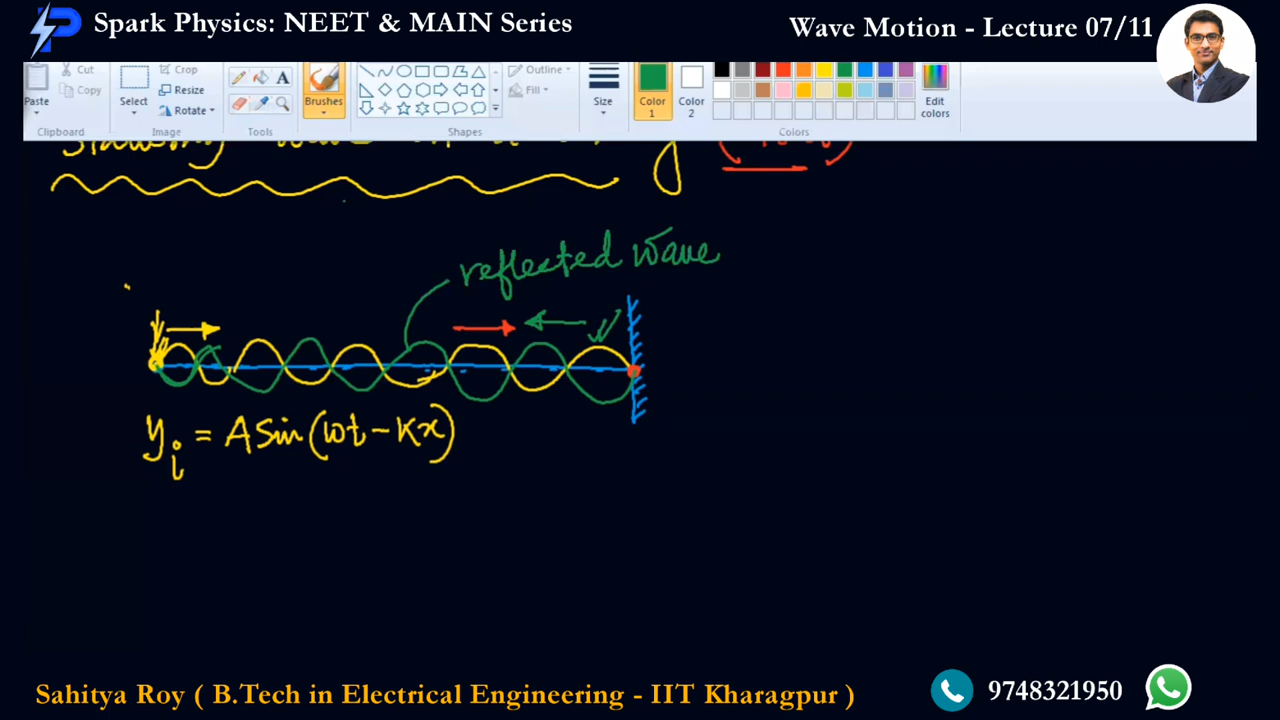 Spark Physics: NEET & MAIN Series
Wave Motion - Lecture 07/11
Cut
Copy
Paste
Clipboard
Crop
Resize
Rotate
Select
Image
Tools
Brushes
Outline
Fill
Shapes
Size
Color 1
Color 2
Edit colors
Colors
reflected wave
y_i = A Sin(ωt - Kx)
Sahitya Roy ( B.Tech in Electrical Engineering - IIT Kharagpur )
9748321950